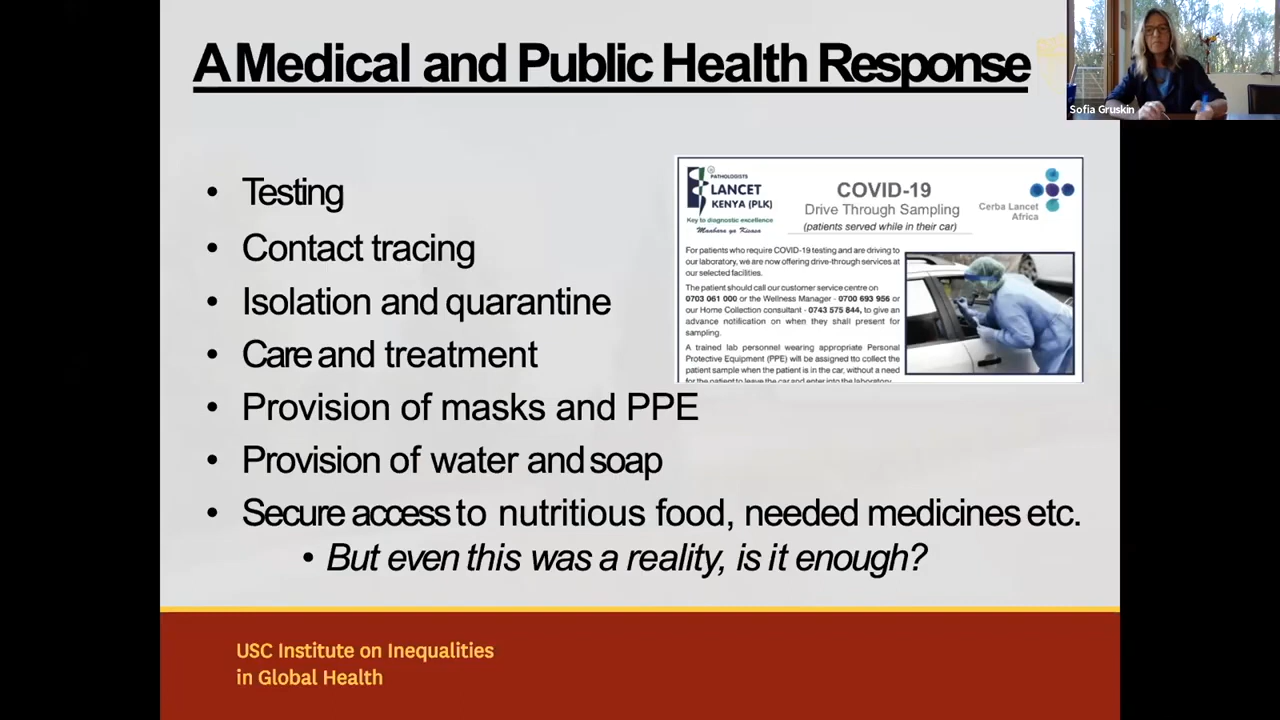 A Medical and Public Health Response
Sofia Gruskin
• Testing
• Contact tracing
• Isolation and quarantine
• Care and treatment
• Provision of masks and PPE
• Provision of water and soap
• Secure access to nutritious food, needed medicines etc.
• But even this was a reality, is it enough?
PATHOLOGISTS
LANCET
KENYA (PLK)
Key to diagnostic excellence
Maabara ya Kisasa
COVID-19
Drive Through Sampling
(patients served while in their car)
Cerba Lancet
Africa
For patients who require COVID-19 testing and are driving to
our laboratory, we are now offering drive-through services at
our selected facilities.
The patient should call our customer service centre on
0703 061 000 or the Wellness Manager - 0700 693 956 or
our Home Collection consultant - 0743 575 844, to give an
advance notification on when they shall present for
sampling.
A trained lab personnel wearing appropriate Personal
Protective Equipment (PPE) will be assigned tto collect the
patient sample when the patient is in the car, without a need
for the patient to leave the car and enter into the laboratory.
USC Institute on Inequalities
in Global Health